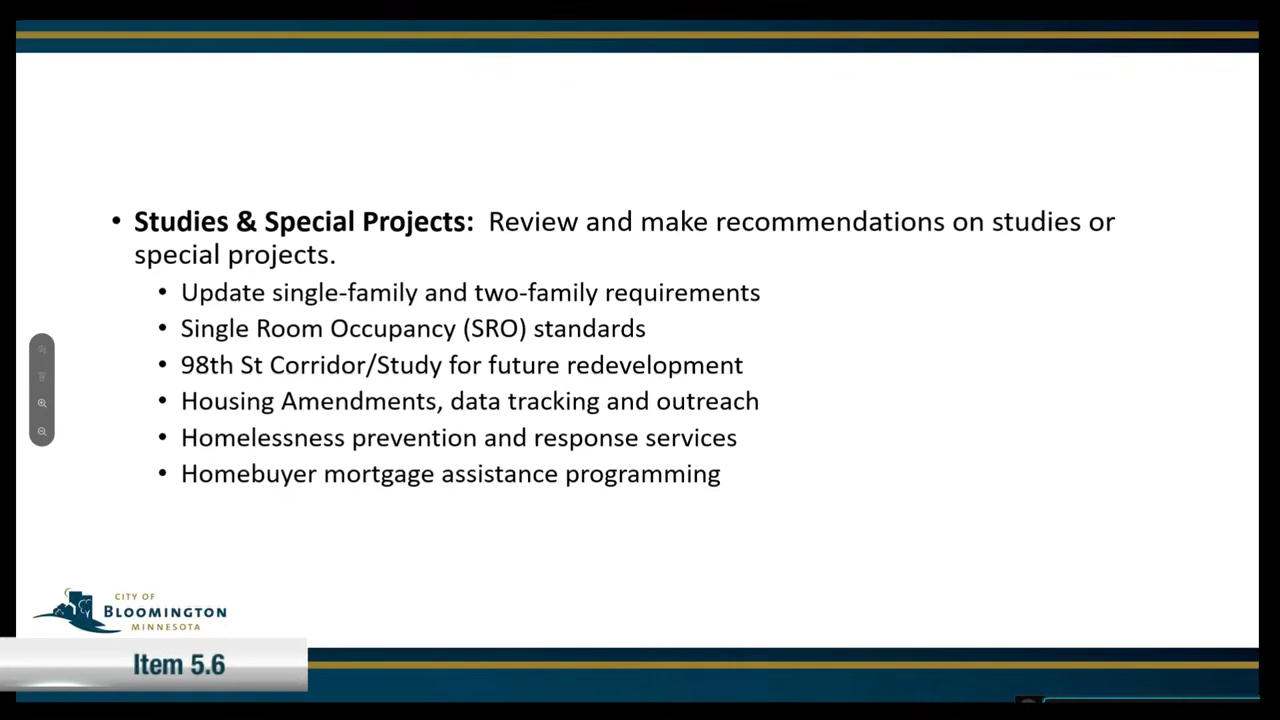 • Studies & Special Projects: Review and make recommendations on studies or
special projects.
• Update single-family and two-family requirements
• Single Room Occupancy (SRO) standards
• 98th St Corridor/Study for future redevelopment
• Housing Amendments, data tracking and outreach
• Homelessness prevention and response services
• Homebuyer mortgage assistance programming
CITY OF
BLOOMINGTON
MINNESOTA
Item 5.6